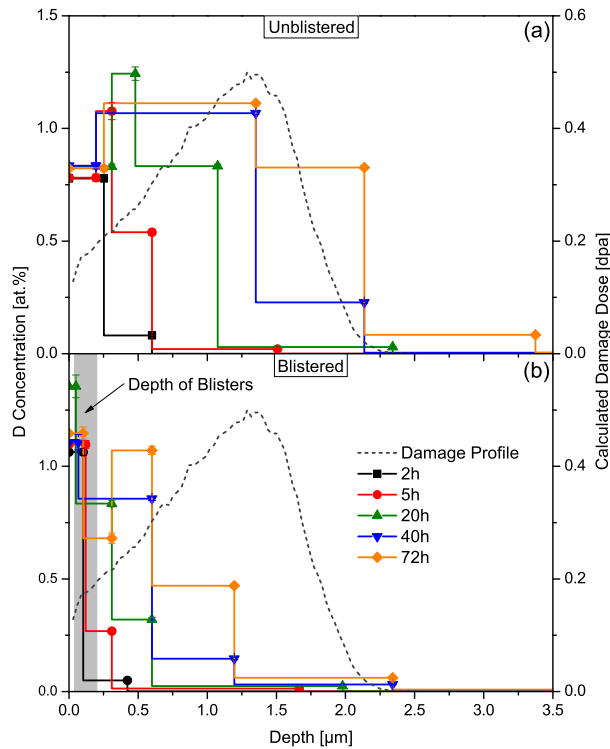 Unblistered
(a)
1.5
1.0
0.5
0.0
0.6
0.4
0.2
0.0
D Concentration [at.%]
Calculated Damage Dose [dpa]
Blistered
(b)
Depth of Blisters
Damage Profile
2h
5h
20h
40h
72h
1.0
0.5
0.0
0.4
0.2
0.0
0.0 0.5 1.0 1.5 2.0 2.5 3.0 3.5
Depth [µm]